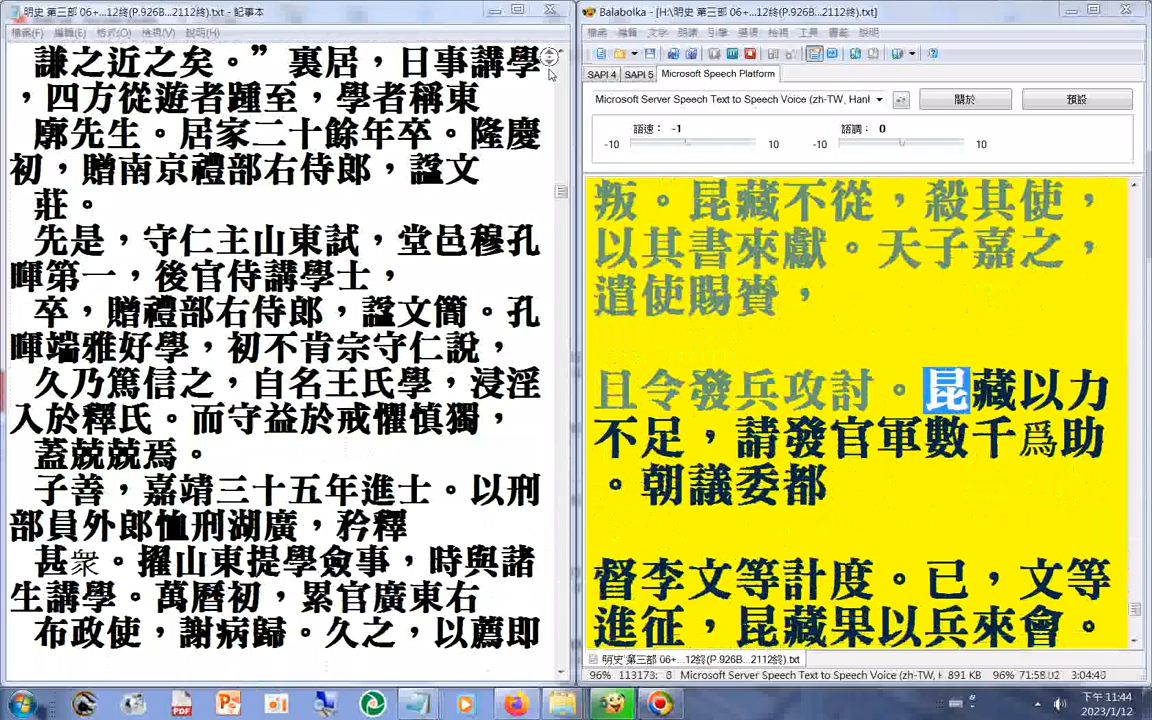 明史 第三部 06+...12終(P.926B...2112終).txt - 記事本
檔案(F) 編輯(E) 格式(O) 檢視(V) 說明(H)
謙之近之矣。”裏居，日事講學
，四方從遊者踵至，學者稱東
廓先生。居家二十餘年卒。隆慶
初，贈南京禮部右侍郎，諡文
莊。
先是，守仁主山東試，堂邑穆孔
暉第一，後官侍講學士，
卒，贈禮部右侍郎，諡文簡。孔
暉端雅好學，初不肯宗守仁說，
久乃篤信之，自名王氏學，浸淫
入於釋氏。而守益於戒懼慎獨，
蓋兢兢焉。
子善，嘉靖三十五年進士。以刑
部員外郎恤刑湖廣，矜釋
甚衆。擢山東提學僉事，時與諸
生講學。萬曆初，累官廣東右
布政使，謝病歸。久之，以薦即
Balabolka - [H:\明史 第三部 06+...12終(P.926B...2112終).txt]
檔案 編輯 文字 朗讀 引擎 選項 檢視 工具 書籤 說明
SAPI 4 SAPI 5 Microsoft Speech Platform
Microsoft Server Speech Text to Speech Voice (zh-TW, HanH
關於 預設
語速： -1 語調： 0
-10 10 -10 10
叛。昆藏不從，殺其使，
以其書來獻。天子嘉之，
遣使賜賚，
且令發兵攻討。昆藏以力
不足，請發官軍數千爲助
。朝議委都
督李文等計度。已，文等
進征，昆藏果以兵來會。
明史 第三部 06+...12終(P.926B...2112終).txt
96% 113173: 8 Microsoft Server Speech Text to Speech Voice (zh-TW, He 891 KB 96% 71:58:02 3:04:48
下午 11:44
2023/1/12